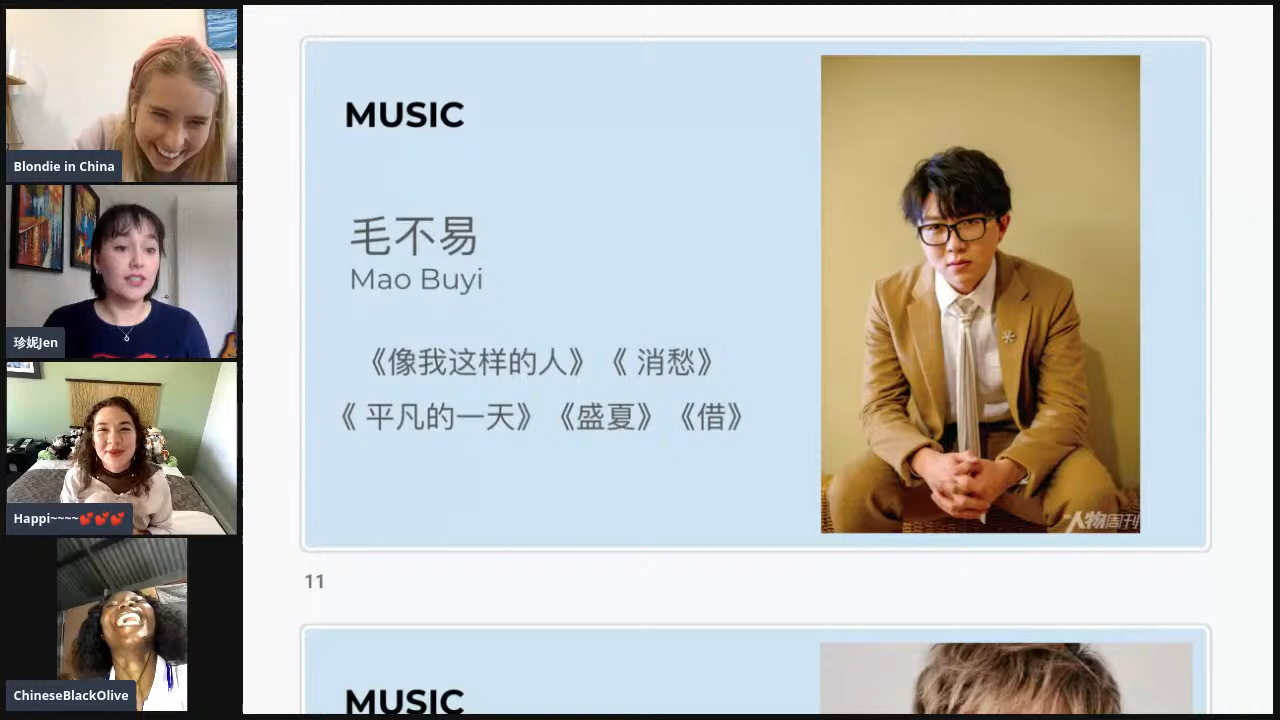 Blondie in China
珍妮Jen
Happi~~~~💕💕💕
ChineseBlackOlive
MUSIC
毛不易
Mao Buyi
《像我这样的人》《 消愁》
《 平凡的一天》《盛夏》《借》
人物周刊
11
MUSIC